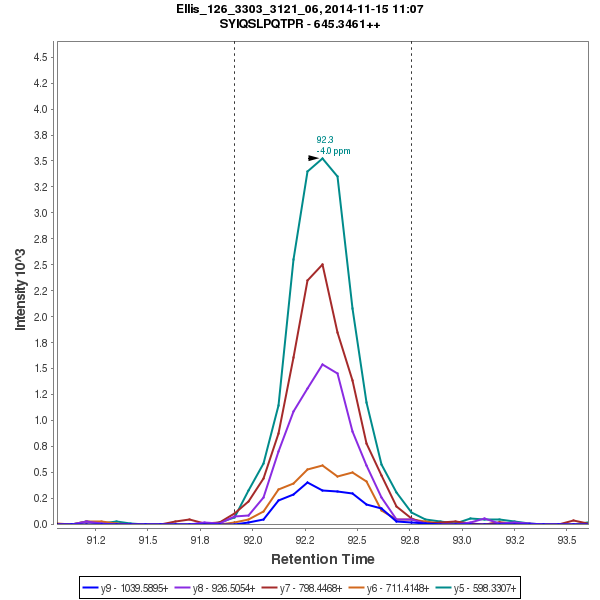 Ellis_126_3303_3121_06, 2014-11-15 11:07
SYIQSLPQTPR - 645.3461++
Intensity 10^3
4.5
4.2
4.0
3.8
3.5
3.2
3.0
2.8
2.5
2.2
2.0
1.8
1.5
1.2
1.0
0.8
0.5
0.2
0.0
92.3
-4.0 ppm
91.2 91.5 91.8 92.0 92.2 92.5 92.8 93.0 93.2 93.5
Retention Time
y9 - 1039.5895+ y8 - 926.5054+ y7 - 798.4468+ y6 - 711.4148+ y5 - 598.3307+